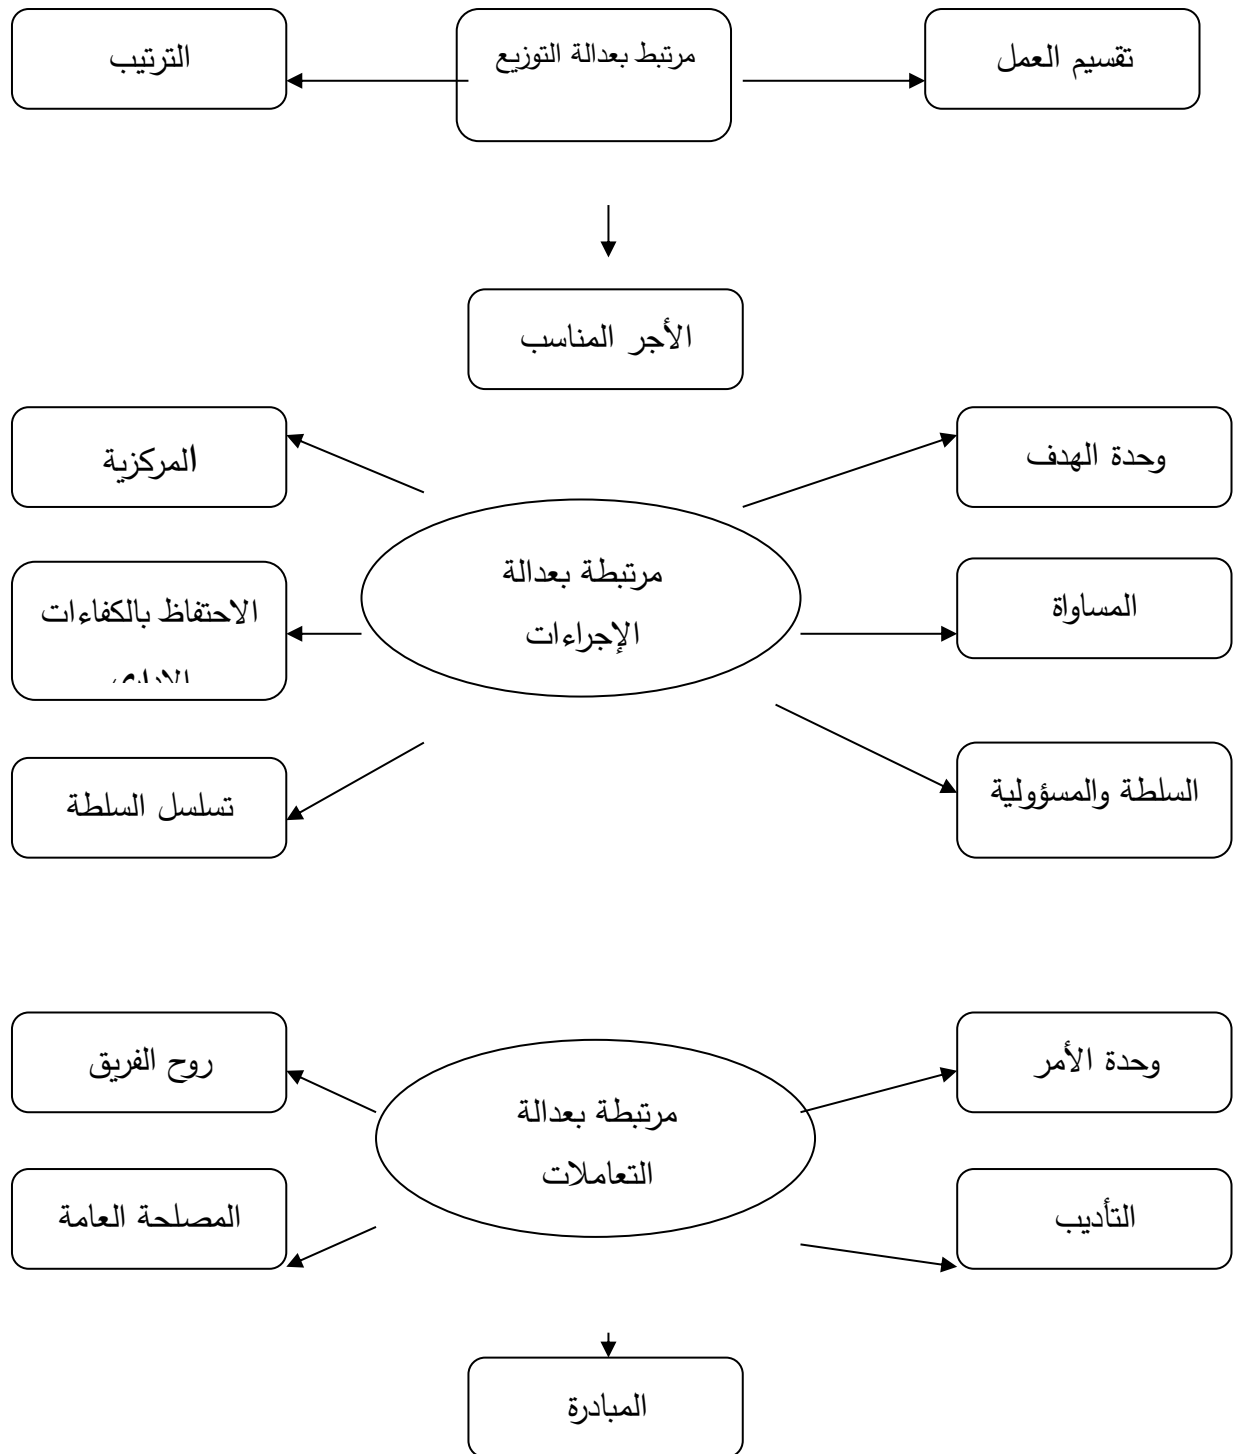 تقسيم العمل
مرتبط بعدالة التوزيع
الترتيب
الأجر المناسب
وحدة الهدف
المركزية
مرتبطة بعدالة
الإجراءات
المساواة
الاحتفاظ بالكفاءات
السلطة والمسؤولية
تسلسل السلطة
وحدة الأمر
روح الفريق
مرتبطة بعدالة
التعاملات
التأديب
المصلحة العامة
المبادرة